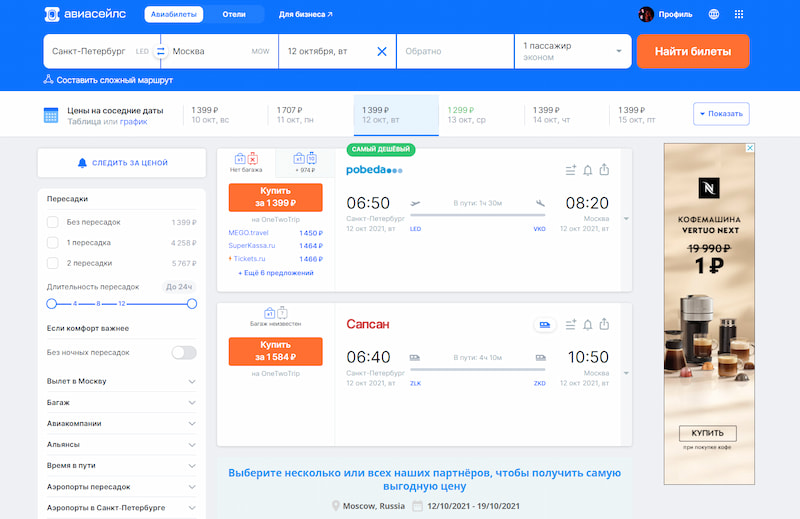 авиасейлс
Авиабилеты
Отели
Для бизнеса ↗
Профиль
Санкт-Петербург LED
Москва MOW
12 октября, вт
Обратно
1 пассажир
эконом
Найти билеты
Составить сложный маршрут
Цены на соседние даты
Таблица или график
1 399 ₽
10 окт, вс
1 707 ₽
11 окт, пн
1 399 ₽
12 окт, вт
1 299 ₽
13 окт, ср
1 399 ₽
14 окт, чт
1 399 ₽
15 окт, пт
Показать
СЛЕДИТЬ ЗА ЦЕНОЙ
Пересадки
Без пересадок 1 399 ₽
1 пересадка 4 258 ₽
2 пересадки 5 767 ₽
Длительность пересадок До 24ч
4 8 12
Если комфорт важнее
Без ночных пересадок
Вылет в Москву
Багаж
Авиакомпании
Альянсы
Время в пути
Аэропорты пересадок
Аэропорты в Санкт-Петербурге
x1
Нет багажа
x1 10
+ 974 ₽
Купить
за 1 399 ₽
на OneTwoTrip
MEGO.travel 1 450 ₽
SuperKassa.ru 1 464 ₽
Tickets.ru 1 466 ₽
+ Ещё 6 предложений
САМЫЙ ДЕШЁВЫЙ
pobeda
06:50
Санкт-Петербург
12 окт 2021, вт
В пути: 1ч 30м
LED VKO
08:20
Москва
12 окт 2021, вт
x1 ?
Багаж неизвестен
Купить
за 1 584 ₽
на OneTwoTrip
Сапсан
06:40
Санкт-Петербург
12 окт 2021, вт
В пути: 4ч 10м
ZLK ZKD
10:50
Москва
12 окт 2021, вт
Выберите несколько или всех наших партнёров, чтобы получить самую
выгодную цену
Moscow, Russia 12/10/2021 - 19/10/2021
N
КОФЕМАШИНА
VERTUO NEXT
19 990 ₽
1 ₽
КУПИТЬ
при покупке кофе